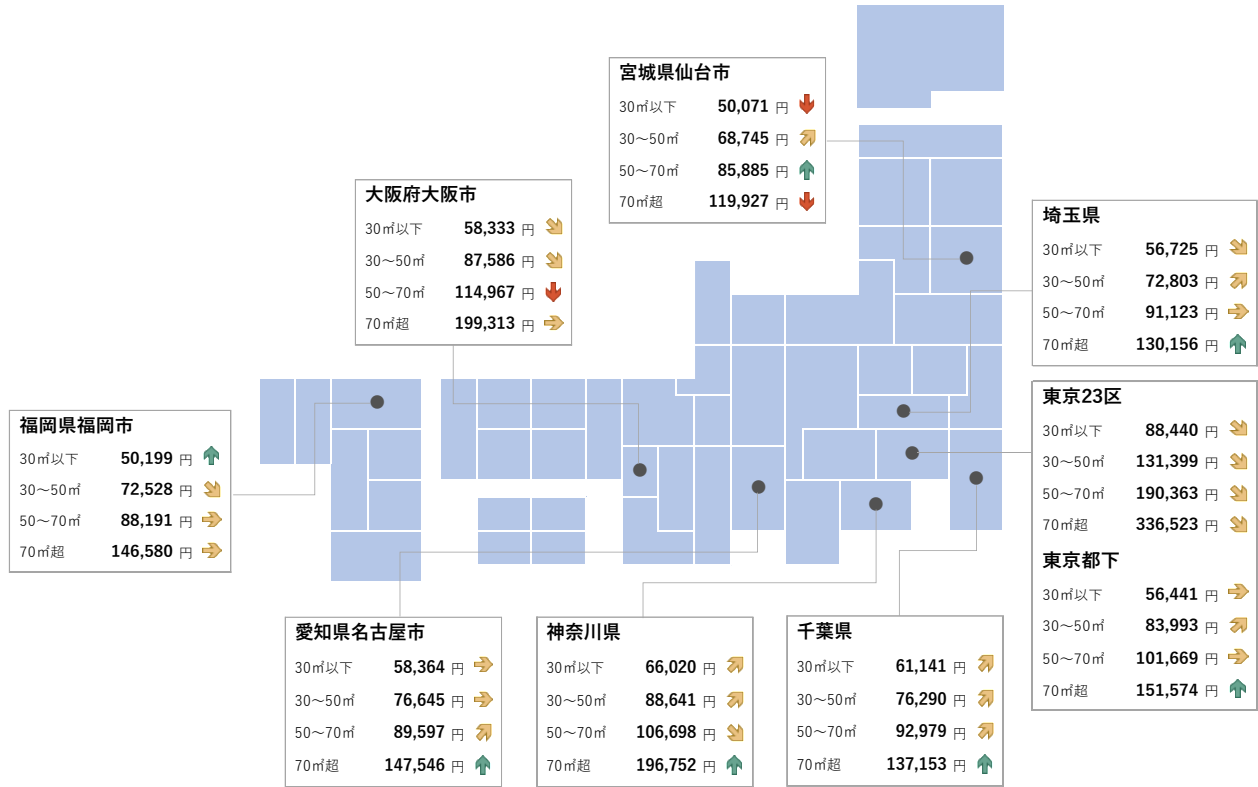 宮城県仙台市
30㎡以下 50,071 円
30～50㎡ 68,745 円
50～70㎡ 85,885 円
70㎡超 119,927 円
大阪府大阪市
30㎡以下 58,333 円
30～50㎡ 87,586 円
50～70㎡ 114,967 円
70㎡超 199,313 円
埼玉県
30㎡以下 56,725 円
30～50㎡ 72,803 円
50～70㎡ 91,123 円
70㎡超 130,156 円
福岡県福岡市
30㎡以下 50,199 円
30～50㎡ 72,528 円
50～70㎡ 88,191 円
70㎡超 146,580 円
東京23区
30㎡以下 88,440 円
30～50㎡ 131,399 円
50～70㎡ 190,363 円
70㎡超 336,523 円
東京都下
30㎡以下 56,441 円
30～50㎡ 83,993 円
50～70㎡ 101,669 円
70㎡超 151,574 円
愛知県名古屋市
30㎡以下 58,364 円
30～50㎡ 76,645 円
50～70㎡ 89,597 円
70㎡超 147,546 円
神奈川県
30㎡以下 66,020 円
30～50㎡ 88,641 円
50～70㎡ 106,698 円
70㎡超 196,752 円
千葉県
30㎡以下 61,141 円
30～50㎡ 76,290 円
50～70㎡ 92,979 円
70㎡超 137,153 円